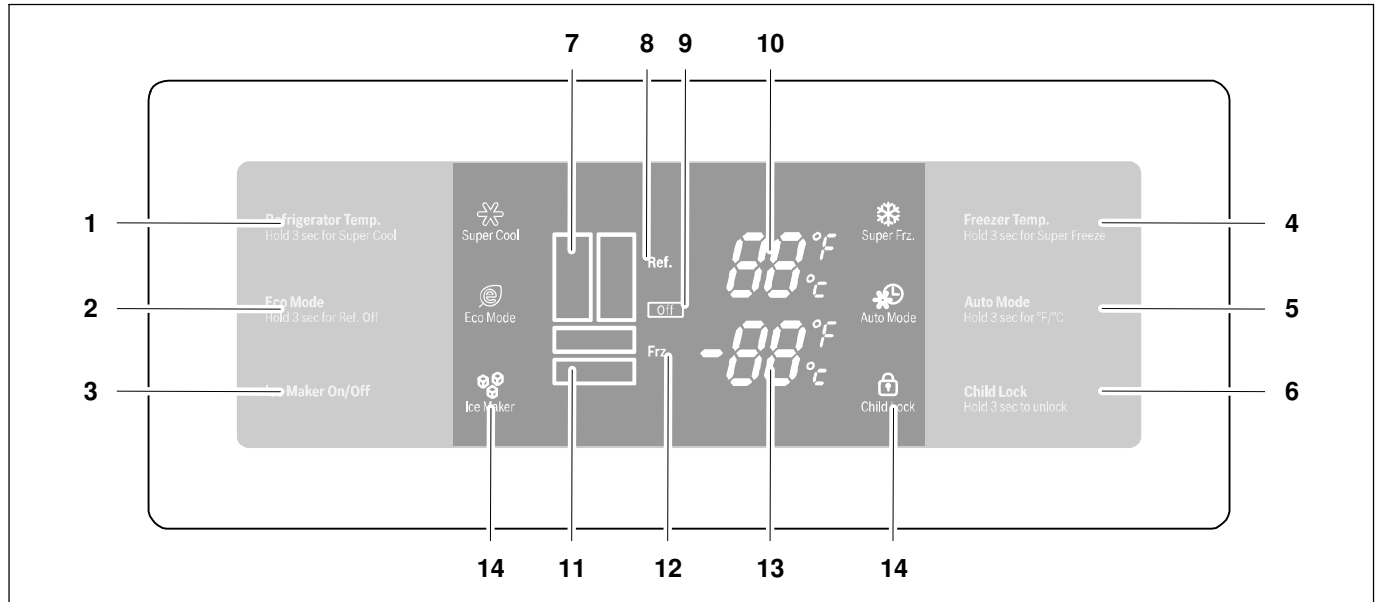 7 8 9 10
1 Refrigerator Temp.
Hold 3 sec for Super Cool
Super Cool
Ref.
88 °F
°C
Super Frz.
Freezer Temp.
Hold 3 sec for Super Freeze
4
2 Eco Mode
Hold 3 sec for Ref. Off
Eco Mode
Off
Auto Mode
Auto Mode
Hold 3 sec for °F/°C
5
Frz.
-88 °F
°C
3 Ice Maker On/Off
Ice Maker
Child Lock
Child Lock
Hold 3 sec to unlock
6
14 11 12 13 14